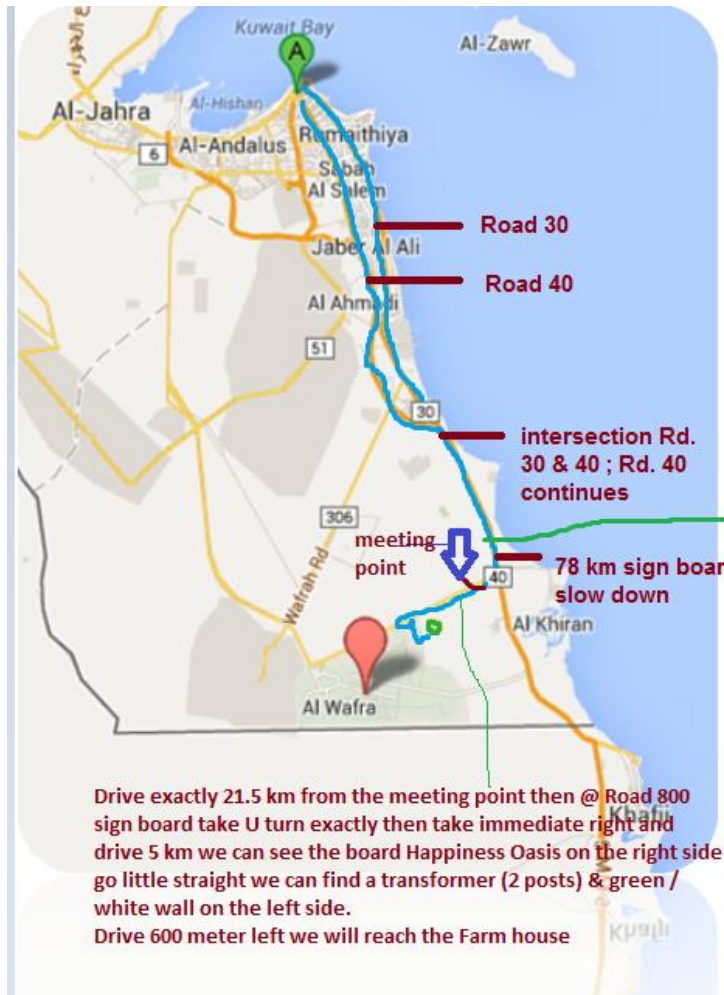 Kuwait Bay
Al-Zawr
A
Al-Jahra
Al-Hishan
Rumaithiya
Al-Andalus
6
Sabah
Al Salem
Road 30
Jaber Al Ali
Road 40
Al Ahmadi
51
30
intersection Rd.
30 & 40 ; Rd. 40
continues
306
meeting
point
Wafrah Rd
40
78 km sign boar
slow down
Al Khiran
Al Wafra
Drive exactly 21.5 km from the meeting point then @ Road 800
sign board take U turn exactly then take immediate right and
drive 5 km we can see the board Happiness Oasis on the right side
go little straight we can find a transformer (2 posts) & green /
white wall on the left side.
Drive 600 meter left we will reach the Farm house
Khafji